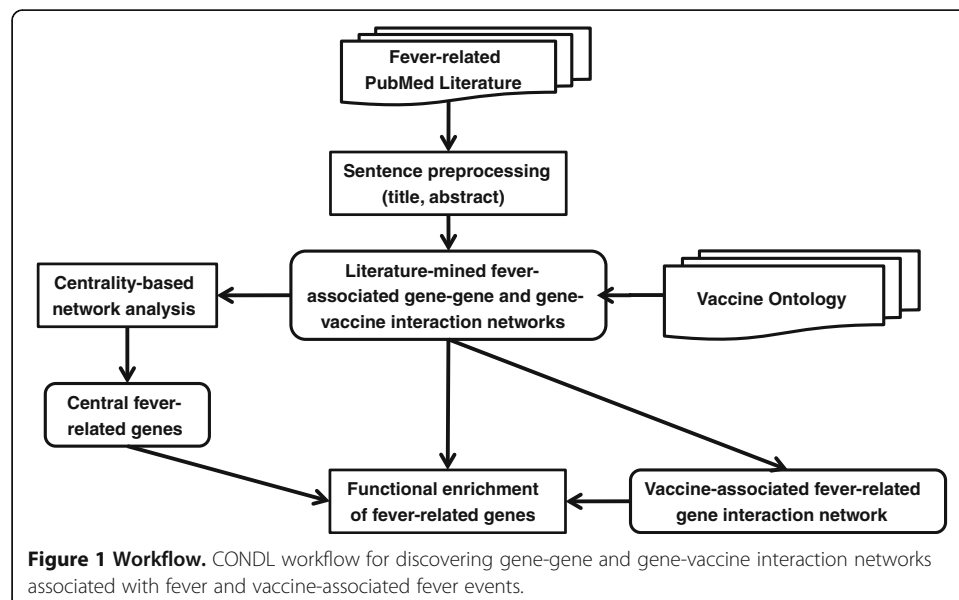 Fever-related
PubMed Literature
Sentence preprocessing
(title, abstract)
Centrality-based
network analysis
Literature-mined fever-
associated gene-gene and gene-
vaccine interaction networks
Vaccine Ontology
Central fever-
related genes
Functional enrichment
of fever-related genes
Vaccine-associated fever-related
gene interaction network
Figure 1 Workflow. CONDL workflow for discovering gene-gene and gene-vaccine interaction networks
associated with fever and vaccine-associated fever events.